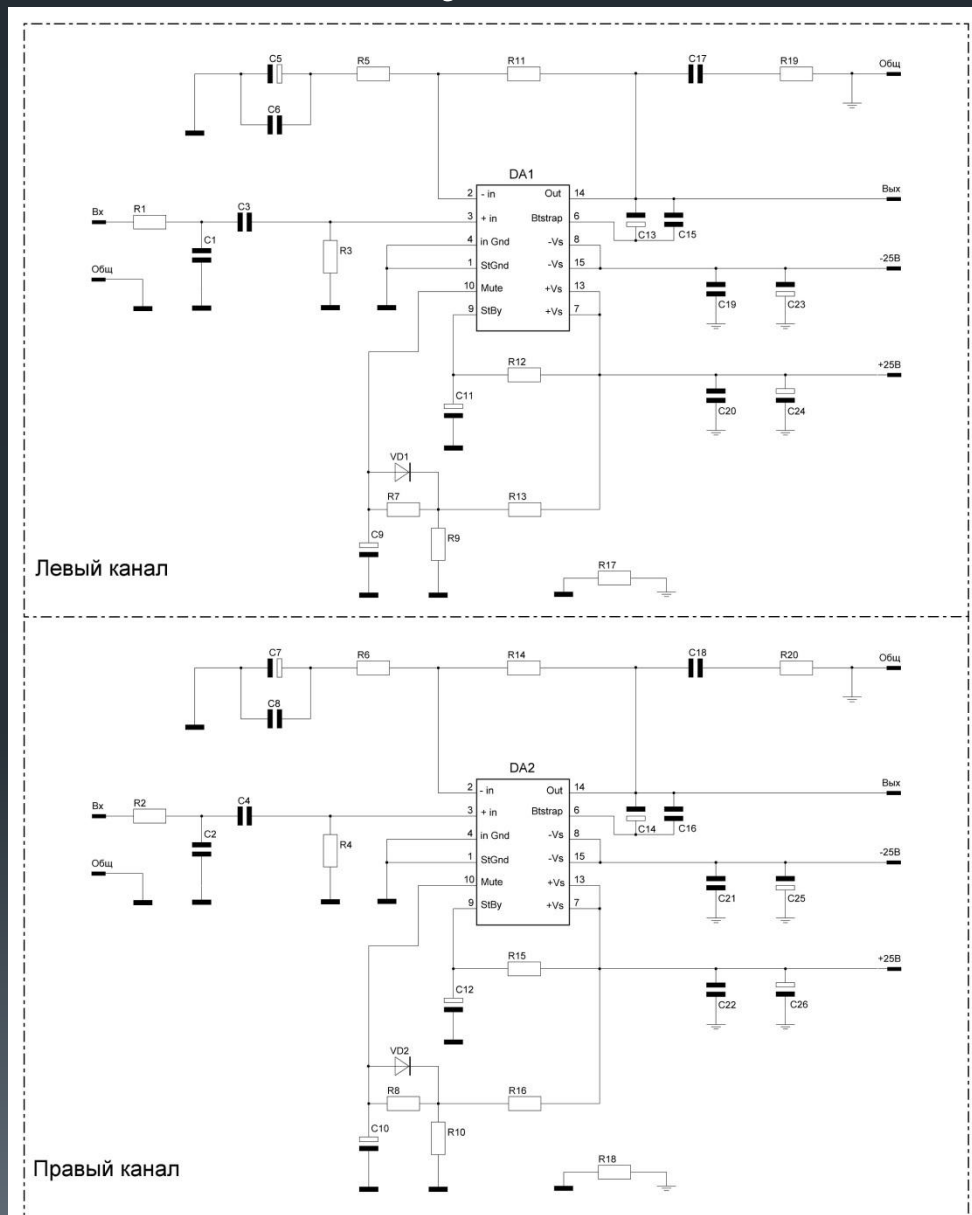 C5
R5
R11
C17
R19
Общ
C6
DA1
2
- in
Out
14
Вых
Вх
R1
C3
3
+ in
Btstrap
6
C13
C15
C1
R3
4
in Gnd
-Vs
8
Общ
1
StGnd
-Vs
15
-25В
10
Mute
+Vs
13
C19
C23
9
StBy
+Vs
7
R12
+25В
C11
C20
C24
VD1
R7
R13
C9
R9
Левый канал
R17
C7
R6
R14
C18
R20
Общ
C8
DA2
2
- in
Out
14
Вых
Вх
R2
C4
3
+ in
Btstrap
6
C14
C16
C2
R4
4
in Gnd
-Vs
8
Общ
1
StGnd
-Vs
15
-25В
10
Mute
+Vs
13
C21
C25
9
StBy
+Vs
7
R15
+25В
C12
C22
C26
VD2
R8
R16
C10
R10
Правый канал
R18